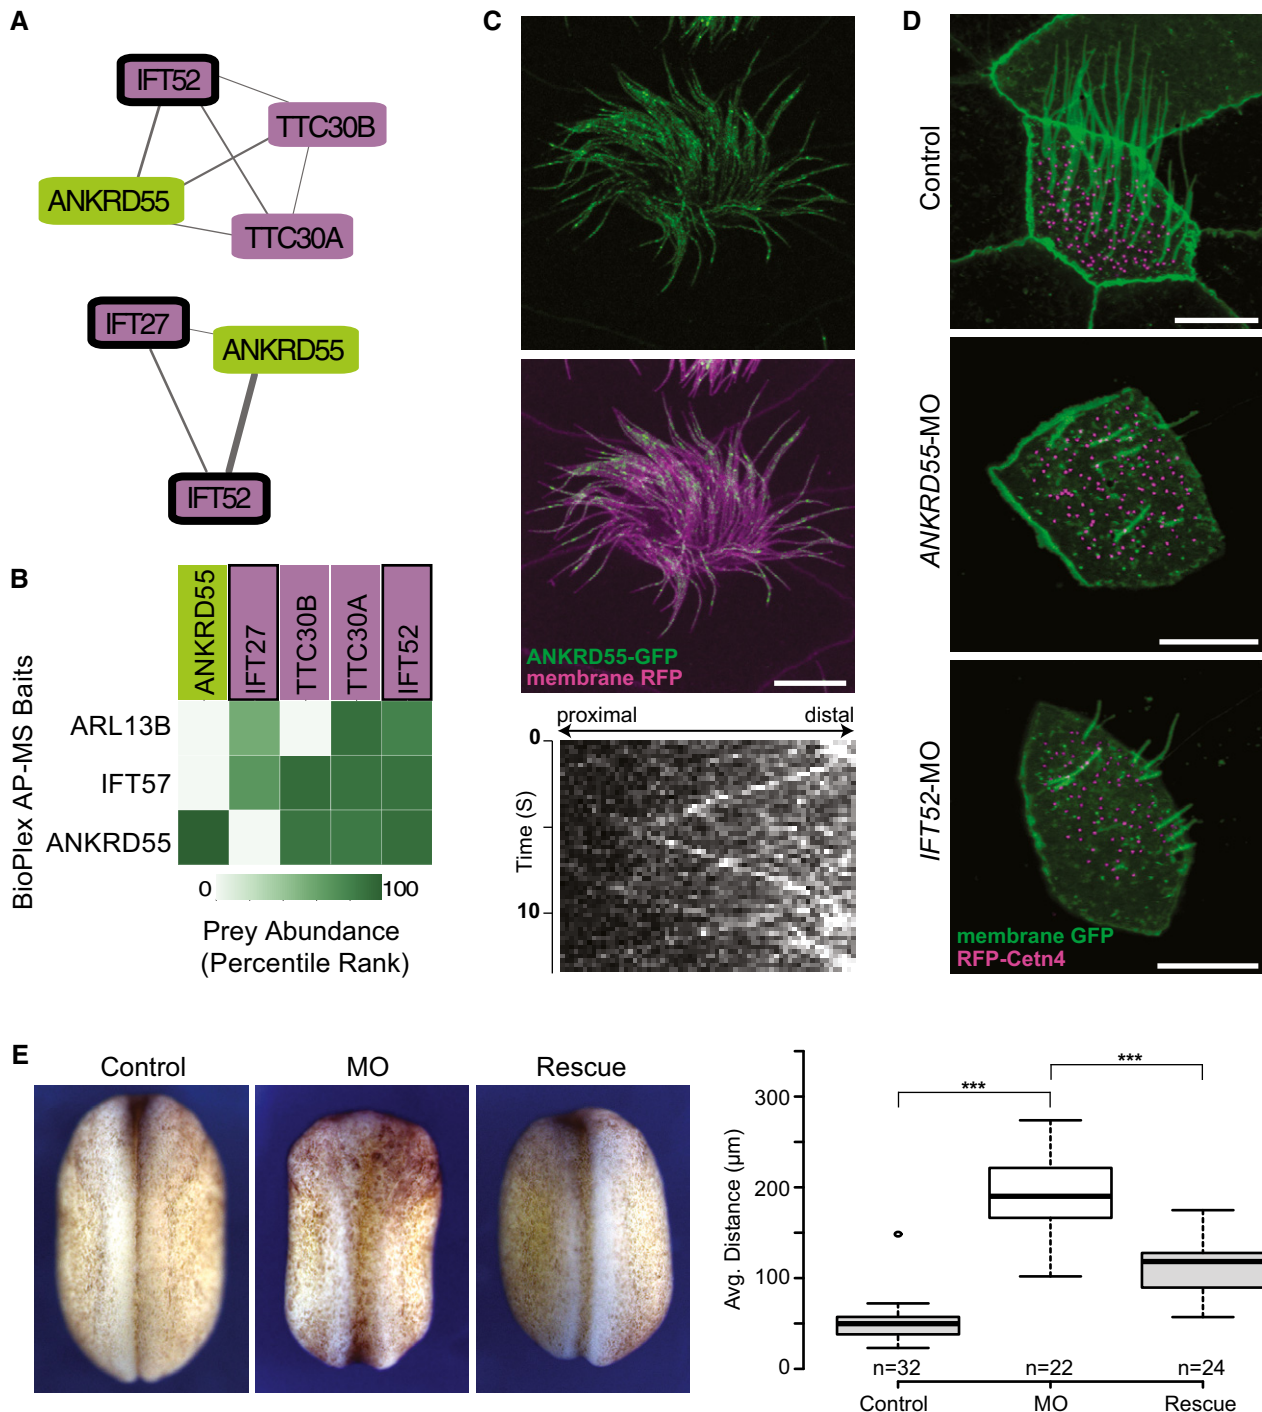 A
IFT52
TTC30B
ANKRD55
TTC30A
IFT27
ANKRD55
IFT52
B
ANKRD55
IFT27
TTC30B
TTC30A
IFT52
BioPlex AP-MS Baits
ARL13B
IFT57
ANKRD55
0
100
Prey Abundance
(Percentile Rank)
C
ANKRD55-GFP
membrane RFP
proximal
distal
0
10
Time (S)
D
Control
ANKRD55-MO
IFT52-MO
membrane GFP
RFP-Cetn4
E
Control
MO
Rescue
Avg. Distance (µm)
300
200
100
0
***
***
n=32
n=22
n=24
Control
MO
Rescue